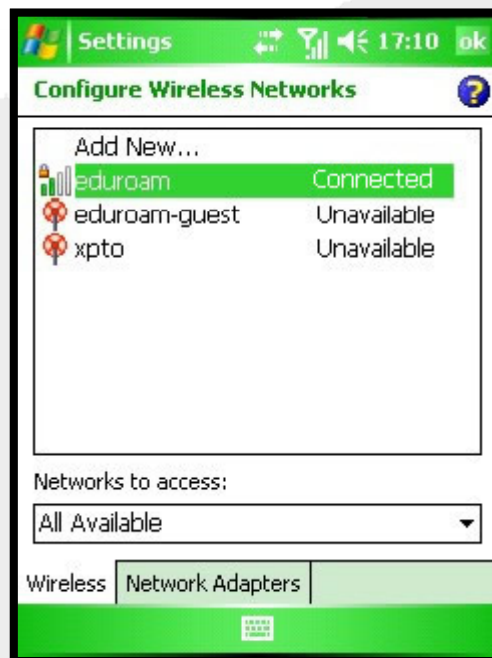 Settings 17:10 ok
Configure Wireless Networks ?
Add New...
eduroam Connected
eduroam-guest Unavailable
xpto Unavailable
Networks to access:
All Available
Wireless Network Adapters